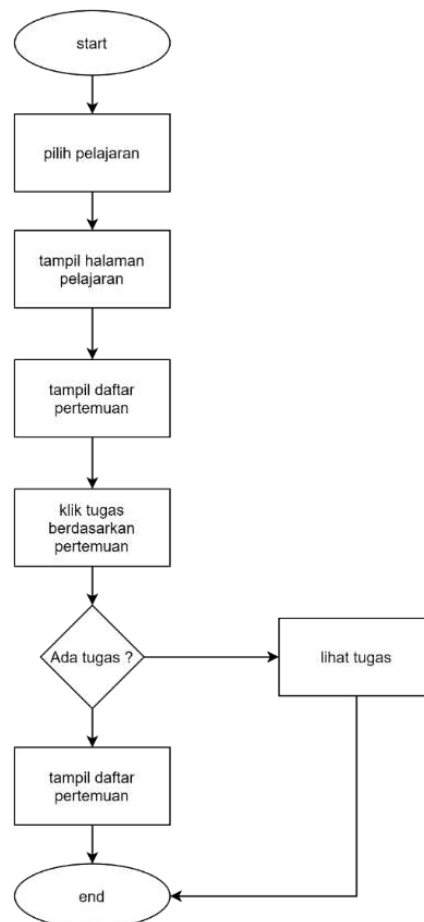 start
pilih pelajaran
tampil halaman
pelajaran
tampil daftar
pertemuan
klik tugas
berdasarkan
pertemuan
Ada tugas ?
lihat tugas
tampil daftar
pertemuan
end